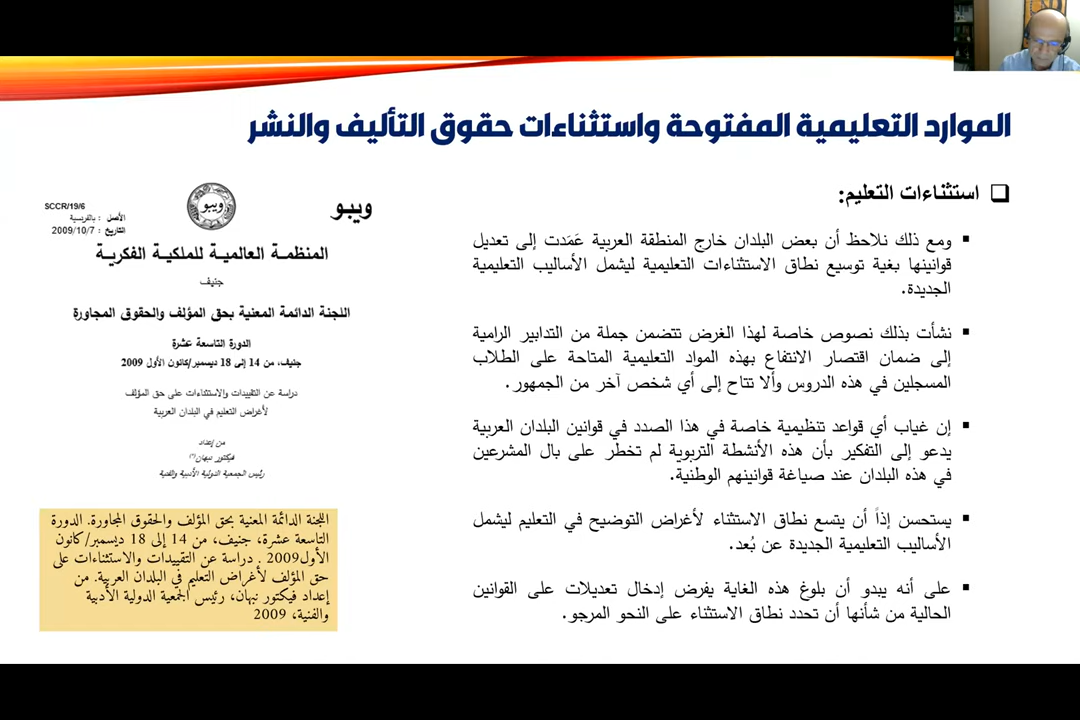 الموارد التعليمية المفتوحة واستثناءات حقوق التأليف والنشر
استثناءات التعليم:
ومع ذلك نلاحظ أن بعض البلدان خارج المنطقة العربية عَمَدت إلى تعديل
قوانينها بغية توسيع نطاق الاستثناءات التعليمية ليشمل الأساليب التعليمية
الجديدة.
نشأت بذلك نصوص خاصة لهذا الغرض تتضمن جملة من التدابير الرامية
إلى ضمان اقتصار الانتفاع بهذه المواد التعليمية المتاحة على الطلاب
المسجلين في هذه الدروس وألا تتاح إلى أي شخص آخر من الجمهور.
إن غياب أي قواعد تنظيمية خاصة في هذا الصدد في قوانين البلدان العربية
يدعو إلى التفكير بأن هذه الأنشطة التربوية لم تخطر على بال المشرعين
في هذه البلدان عند صياغة قوانينهم الوطنية.
يستحسن إذاً أن يتسع نطاق الاستثناء لأغراض التوضيح في التعليم ليشمل
الأساليب التعليمية الجديدة عن بُعد.
على أنه يبدو أن بلوغ هذه الغاية يفرض إدخال تعديلات على القوانين
الحالية من شأنها أن تحدد نطاق الاستثناء على النحو المرجو.
ويبو
ويبو
SCCR/19/6
الأصل : بالفرنسية
التاريخ : 2009/10/7
المنظمة العالمية للملكية الفكرية
جنيف
اللجنة الدائمة المعنية بحق المؤلف والحقوق المجاورة
الدورة التاسعة عشرة
جنيف، من 14 إلى 18 ديسمبر/كانون الأول 2009
دراسة عن التقييدات والاستثناءات على حق المؤلف
لأغراض التعليم في البلدان العربية
من إعداد
فيكتور نبهان(*)
رئيس الجمعية الدولية الأدبية والفنية
اللجنة الدائمة المعنية بحق المؤلف والحقوق المجاورة. الدورة
التاسعة عشرة، جنيف، من 14 إلى 18 ديسمبر/كانون
الأول2009 . دراسة عن التقييدات والاستثناءات على
حق المؤلف لأغراض التعليم في البلدان العربية. من
إعداد فيكتور نبهان، رئيس الجمعية الدولية الأدبية
والفنية، 2009